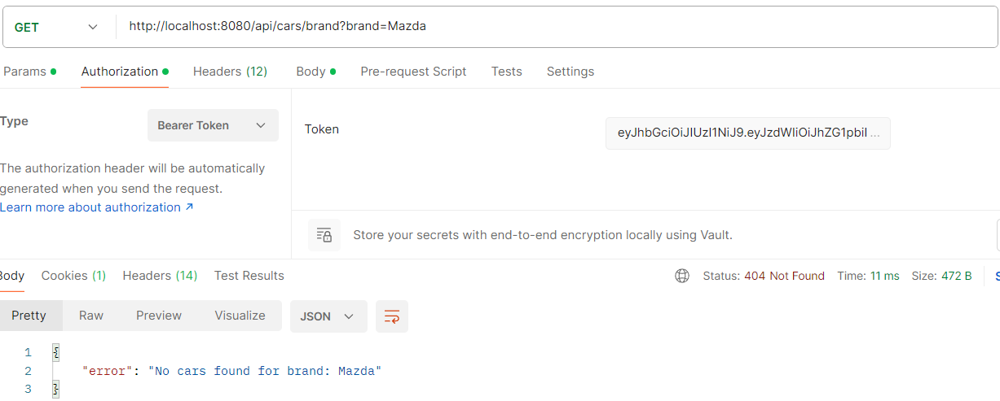 GET http://localhost:8080/api/cars/brand?brand=Mazda
Params Authorization Headers (12) Body Pre-request Script Tests Settings
Type Bearer Token Token eyJhbGciOiJIUzI1NiJ9.eyJzdWIiOiJhZG1pbiI ...
The authorization header will be automatically
generated when you send the request.
Learn more about authorization ↗
Store your secrets with end-to-end encryption locally using Vault.
Body Cookies (1) Headers (14) Test Results Status: 404 Not Found Time: 11 ms Size: 472 B
Pretty Raw Preview Visualize JSON
1 {
2 "error": "No cars found for brand: Mazda"
3 }